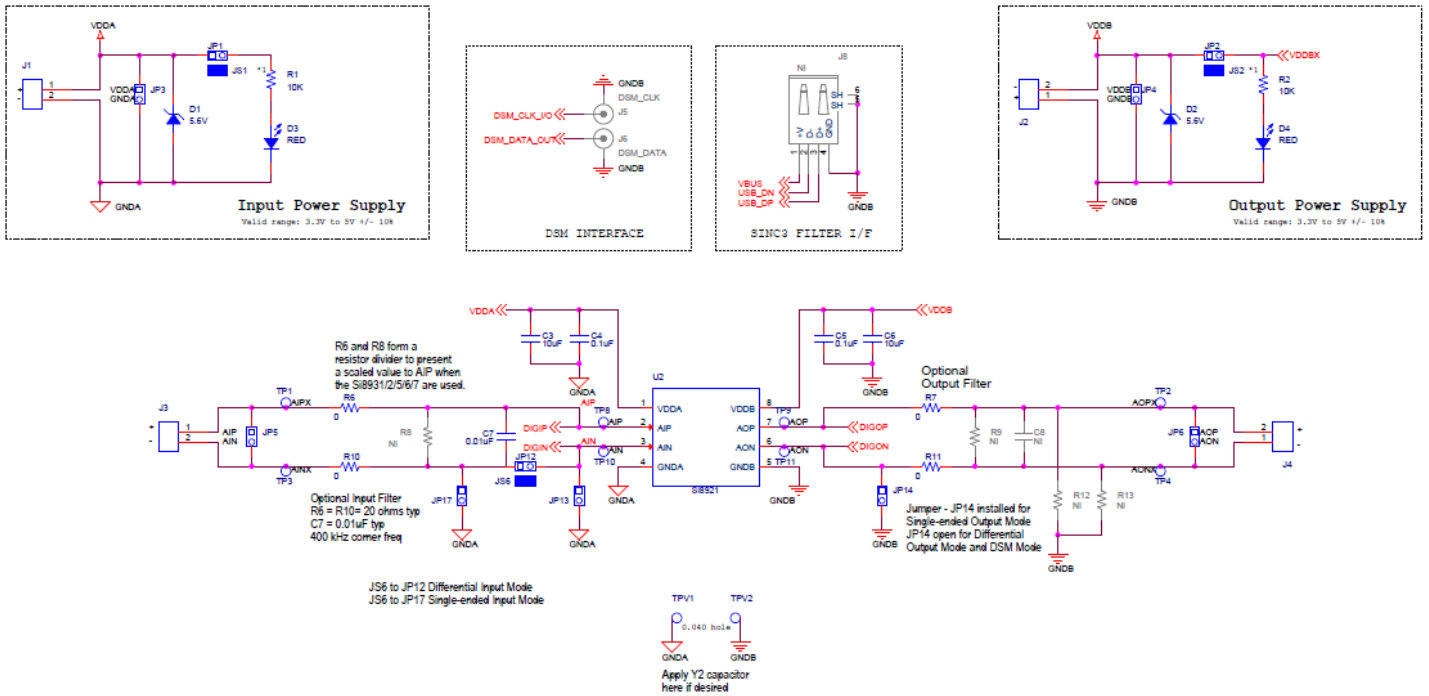 VDDA
J1
+
-
1
2
VDDA
GNDA
JP3
JP1
JS1
*1
R1
10K
D1
5.6V
D3
RED
GNDA
Input Power Supply
Valid range: 3.3V to 5V +/- 10%
GNDB
DSM_CLK
DSM_CLK_I/O
J5
DSM_DATA_OUT
J6
DSM_DATA
GNDB
DSM INTERFACE
J8
NI
SH 6
SH 5
+V
D-
D+
GND
1
2
3
4
VBUS
USB_DN
USB_DP
GNDB
SINC3 FILTER I/F
VDDB
J2
-
+
2
1
VDDB
GNDB
JP4
JP2
JS2
*1
VDDBX
R2
10K
D2
5.6V
D4
RED
GNDB
Output Power Supply
Valid range: 3.3V to 5V +/- 10%
VDDA
C3
10uF
C4
0.1uF
GNDA
VDDB
C5
0.1uF
C6
10uF
GNDB
R6 and R8 form a
resistor divider to present
a scaled value to AIP when
the Si8931/2/5/6/7 are used.
J3
+
-
1
2
AIP
AIN
JP5
TP1
AIPX
R6
0
TP3
AINX
R10
0
R8
NI
C7
0.01uF
DIGIP
DIGIN
AIP
AIN
TP8
AIP
TP10
AIN
JP12
JS6
JP17
JP13
GNDA
GNDA
GNDA
U2
1 VDDA
2 AIP
3 AIN
4 GNDA
VDDB 8
AOP 7
AON 6
GNDB 5
Si8921
TP9
AOP
TP11
AON
GNDB
DIGOP
DIGON
Optional
Output Filter
R7
0
R11
0
R9
NI
C8
NI
TP2
AOPX
TP4
AONX
JP6
AOP
AON
2
1
+
-
J4
JP14
GNDB
R12
NI
R13
NI
GNDB
Optional Input Filter
R6 = R10= 20 ohms typ
C7 = 0.01uF typ
400 kHz corner freq
Jumper - JP14 installed for
Single-ended Output Mode
JP14 open for Differential
Output Mode and DSM Mode
JS6 to JP12 Differential Input Mode
JS6 to JP17 Single-ended Input Mode
TPV1
TPV2
0.040 hole
GNDA
GNDB
Apply Y2 capacitor
here if desired